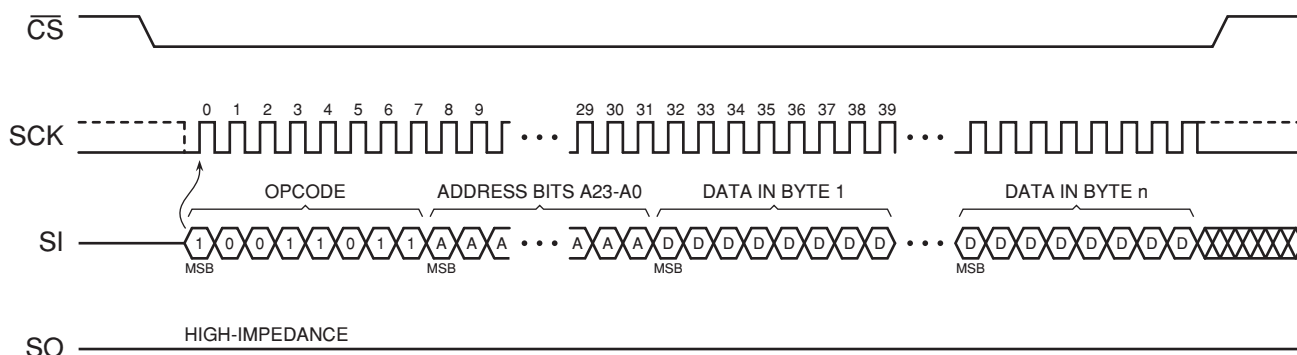 CS
0 1 2 3 4 5 6 7 8 9 29 30 31 32 33 34 35 36 37 38 39
SCK
OPCODE ADDRESS BITS A23-A0 DATA IN BYTE 1 DATA IN BYTE n
SI 1 0 0 1 1 0 1 1 A A A A A A D D D D D D D D D D D D D D D D
MSB MSB MSB MSB
HIGH-IMPEDANCE
SO